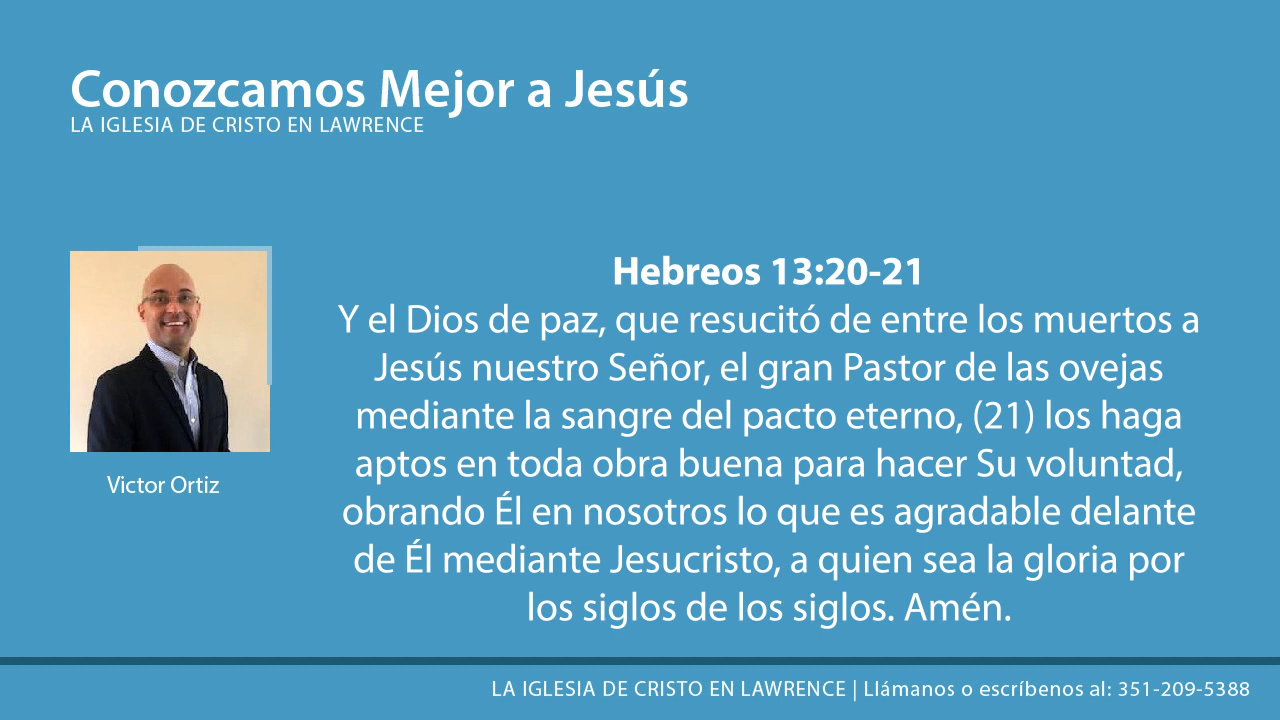 Conozcamos Mejor a Jesús
LA IGLESIA DE CRISTO EN LAWRENCE
Victor Ortiz
Hebreos 13:20-21
Y el Dios de paz, que resucitó de entre los muertos a
Jesús nuestro Señor, el gran Pastor de las ovejas
mediante la sangre del pacto eterno, (21) los haga
aptos en toda obra buena para hacer Su voluntad,
obrando Él en nosotros lo que es agradable delante
de Él mediante Jesucristo, a quien sea la gloria por
los siglos de los siglos. Amén.
LA IGLESIA DE CRISTO EN LAWRENCE | Llámanos o escríbenos al: 351-209-5388